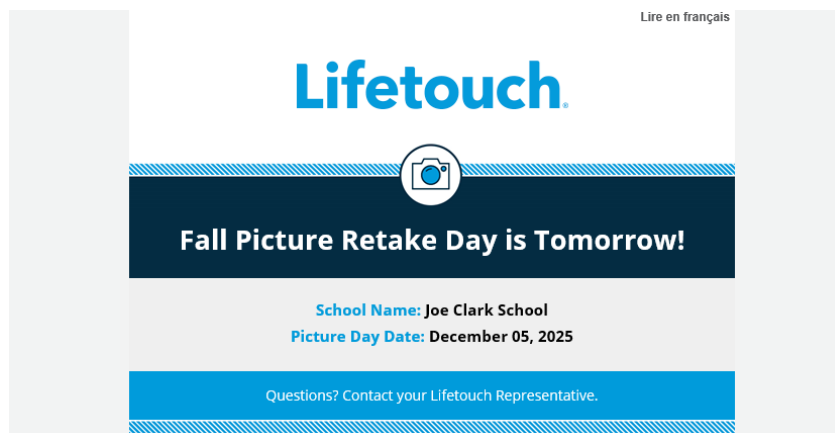 Lire en français
Lifetouch®
Fall Picture Retake Day is Tomorrow!
School Name: Joe Clark School
Picture Day Date: December 05, 2025
Questions? Contact your Lifetouch Representative.